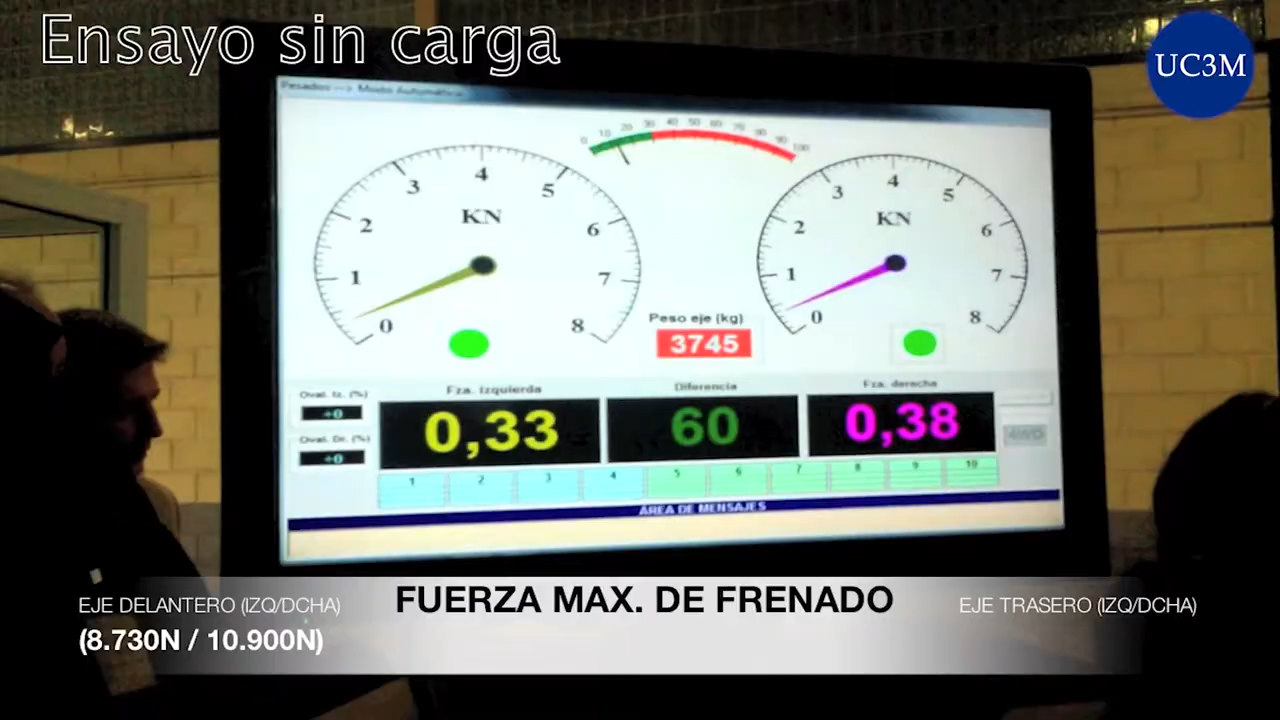 Ensayo sin carga
UC3M
Pesados --> Modo Automático
0 10 20 30 40 50 60 70 80 90 100
0 1 2 3 4 5 6 7 8
KN
0 1 2 3 4 5 6 7 8
KN
Peso eje (kg)
3745
Oval. Iz. (%)
+0
Oval. Dr. (%)
+0
Fza. izquierda
0,33
Diferencia
60
Fza. derecha
0,38
4WD
1 2 3 4 5 6 7 8 9 10
ÁREA DE MENSAJES
EJE DELANTERO (IZQ/DCHA)
(8.730N / 10.900N)
FUERZA MAX. DE FRENADO
EJE TRASERO (IZQ/DCHA)